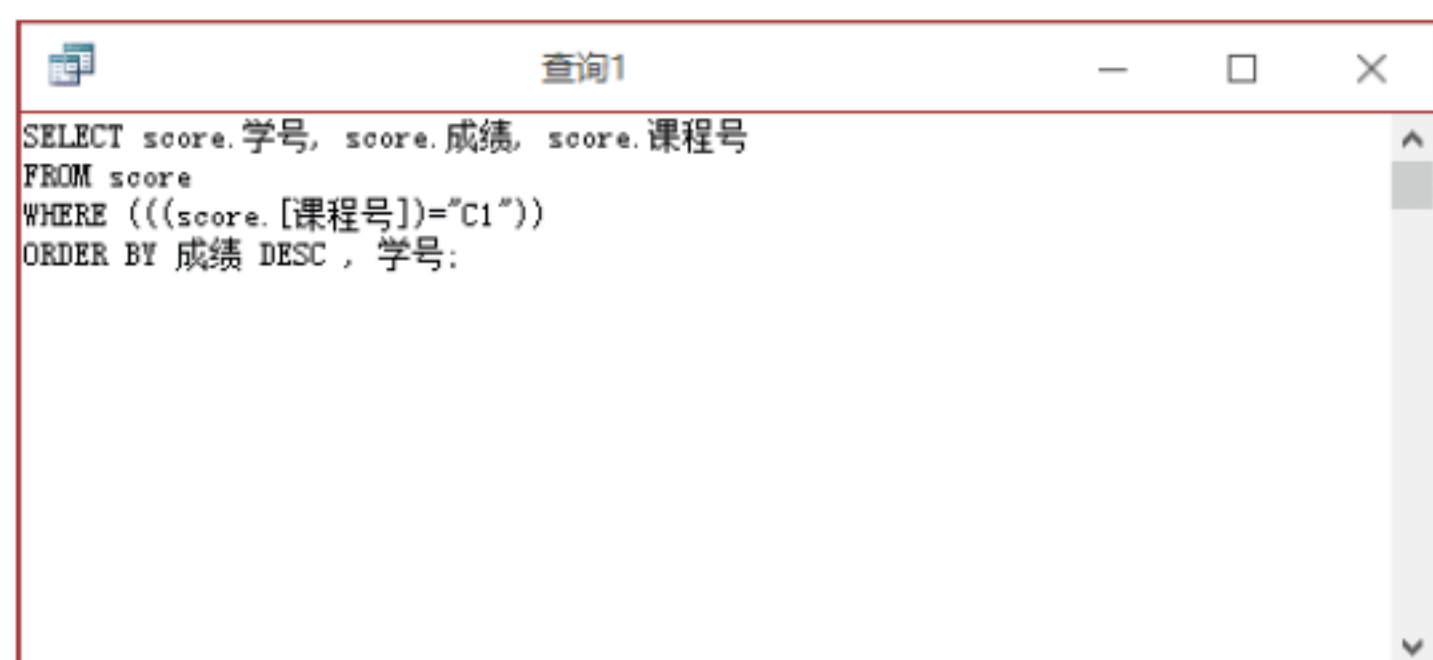 查询1
SELECT score.学号, score.成绩, score.课程号
FROM score
WHERE (((score.[课程号])="C1"))
ORDER BY 成绩 DESC , 学号;